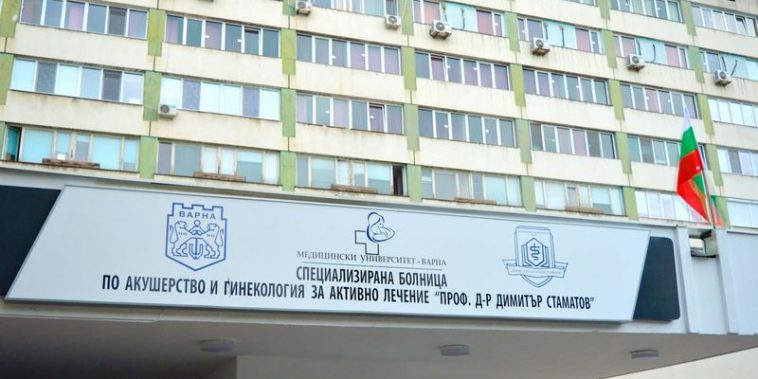 ВАРНА
МЕДИЦИНСКИ УНИВЕРСИТЕТ - ВАРНА
СПЕЦИАЛИЗИРАНА БОЛНИЦА
ПО АКУШЕРСТВО И ГИНЕКОЛОГИЯ ЗА АКТИВНО ЛЕЧЕНИЕ "ПРОФ. Д-Р ДИМИТЪР СТАМАТОВ"